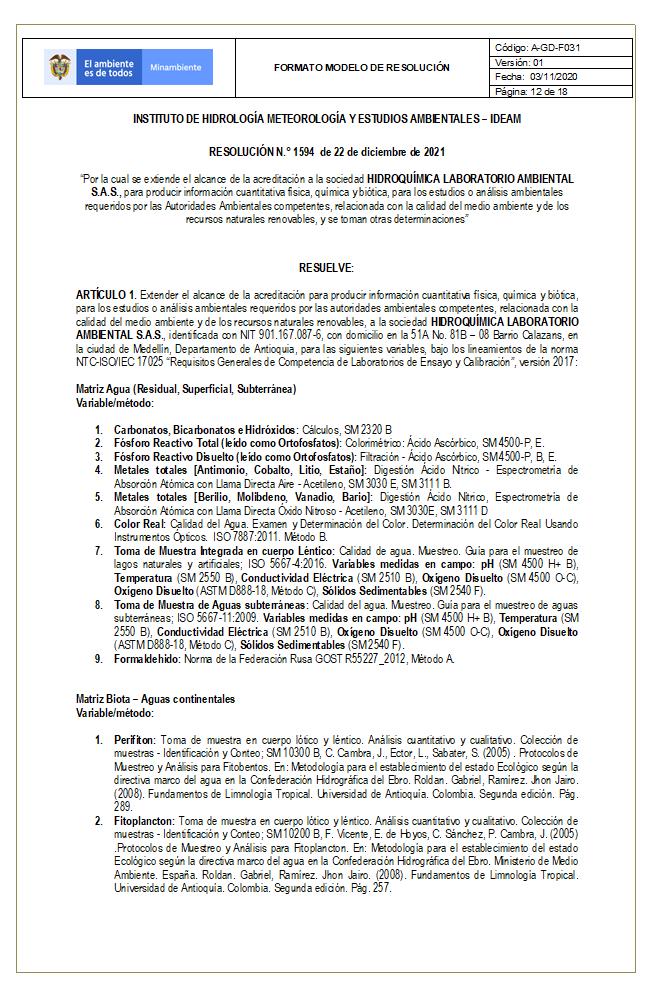 El ambiente
es de todos
Minambiente
FORMATO MODELO DE RESOLUCIÓN
Código: A-GD-F031
Versión: 01
Fecha: 03/11/2020
Página: 12 de 18
INSTITUTO DE HIDROLOGÍA METEOROLOGÍA Y ESTUDIOS AMBIENTALES – IDEAM
RESOLUCIÓN N.° 1594 de 22 de diciembre de 2021
“Por la cual se extiende el alcance de la acreditación a la sociedad HIDROQUÍMICA LABORATORIO AMBIENTAL
S.A.S., para producir información cuantitativa física, química y biótica, para los estudios o análisis ambientales
requeridos por las Autoridades Ambientales competentes, relacionada con la calidad del medio ambiente y de los
recursos naturales renovables, y se toman otras determinaciones”
RESUELVE:
ARTÍCULO 1. Extender el alcance de la acreditación para producir información cuantitativa física, química y biótica,
para los estudios o análisis ambientales requeridos por las autoridades ambientales competentes, relacionada con la
calidad del medio ambiente y de los recursos naturales renovables, a la sociedad HIDROQUÍMICA LABORATORIO
AMBIENTAL S.A.S., identificada con NIT 901.167.087-6, con domicilio en la 51A No. 81B – 08 Barrio Calazans, en
la ciudad de Medellín, Departamento de Antioquia, para las siguientes variables, bajo los lineamientos de la norma
NTC-ISO/IEC 17025 “Requisitos Generales de Competencia de Laboratorios de Ensayo y Calibración”, versión 2017:
Matriz Agua (Residual, Superficial, Subterránea)
Variable/método:
1. Carbonatos, Bicarbonatos e Hidróxidos: Cálculos, SM 2320 B
2. Fósforo Reactivo Total (leído como Ortofosfatos): Colorimétrico: Ácido Ascórbico, SM 4500-P, E.
3. Fósforo Reactivo Disuelto (leído como Ortofosfatos): Filtración - Ácido Ascórbico, SM4500-P, B, E.
4. Metales totales [Antimonio, Cobalto, Litio, Estaño]: Digestión Ácido Nítrico - Espectrometría de
Absorción Atómica con Llama Directa Aire - Acetileno, SM 3030 E, SM 3111 B.
5. Metales totales [Berilio, Molibdeno, Vanadio, Bario]: Digestión Ácido Nítrico, Espectrometría de
Absorción Atómica con Llama Directa Óxido Nitroso - Acetileno, SM 3030E, SM 3111 D
6. Color Real: Calidad del Agua. Examen y Determinación del Color. Determinación del Color Real Usando
Instrumentos Ópticos. ISO 7887:2011. Método B.
7. Toma de Muestra Integrada en cuerpo Léntico: Calidad de agua. Muestreo. Guía para el muestreo de
lagos naturales y artificiales; ISO 5667-4:2016. Variables medidas en campo: pH (SM 4500 H+ B),
Temperatura (SM 2550 B), Conductividad Eléctrica (SM 2510 B), Oxígeno Disuelto (SM 4500 O-C),
Oxígeno Disuelto (ASTM D888-18, Método C), Sólidos Sedimentables (SM 2540 F).
8. Toma de Muestra de Aguas subterráneas: Calidad del agua. Muestreo. Guía para el muestreo de aguas
subterráneas; ISO 5667-11:2009. Variables medidas en campo: pH (SM 4500 H+ B), Temperatura (SM
2550 B), Conductividad Eléctrica (SM 2510 B), Oxígeno Disuelto (SM 4500 O-C), Oxígeno Disuelto
(ASTM D888-18, Método C), Sólidos Sedimentables (SM 2540 F).
9. Formaldehido: Norma de la Federación Rusa GOST R55227_2012, Método A.
Matriz Biota – Aguas continentales
Variable/método:
1. Perifiton: Toma de muestra en cuerpo lótico y léntico. Análisis cuantitativo y cualitativo. Colección de
muestras - Identificación y Conteo; SM 10300 B, C. Cambra, J., Ector, L., Sabater, S. (2005) . Protocolos de
Muestreo y Análisis para Fitobentos. En: Metodología para el establecimiento del estado Ecológico según la
directiva marco del agua en la Confederación Hidrográfica del Ebro. Roldan. Gabriel, Ramírez. Jhon Jairo.
(2008). Fundamentos de Limnología Tropical. Universidad de Antioquía. Colombia. Segunda edición. Pág.
289.
2. Fitoplancton: Toma de muestra en cuerpo lótico y léntico. Análisis cuantitativo y cualitativo. Colección de
muestras - Identificación y Conteo; SM 10200 B, F. Vicente, E. de Hoyos, C. Sánchez, P. Cambra, J. (2005)
.Protocolos de Muestreo y Análisis para Fitoplancton. En: Metodología para el establecimiento del estado
Ecológico según la directiva marco del agua en la Confederación Hidrográfica del Ebro. Ministerio de Medio
Ambiente. España. Roldan. Gabriel, Ramírez. Jhon Jairo. (2008). Fundamentos de Limnología Tropical.
Universidad de Antioquía. Colombia. Segunda edición. Pág. 257.